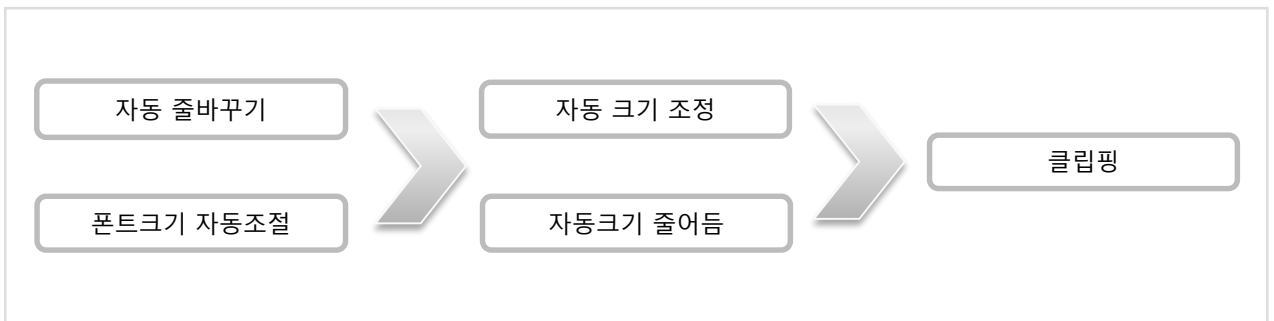 자동 줄바꾸기
폰트크기 자동조절
자동 크기 조정
자동크기 줄어듬
클립핑